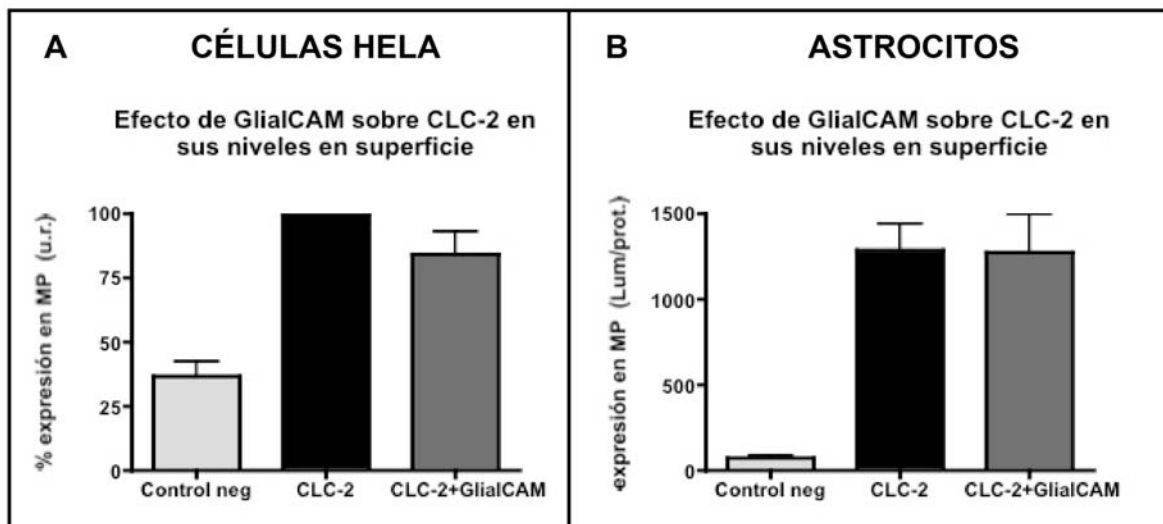 A CÉLULAS HELA
Efecto de GlialCAM sobre CLC-2 en
sus niveles en superficie
% expresión en MP (u.r.)
100
75
50
25
0
Control neg CLC-2 CLC-2+GlialCAM
B ASTROCITOS
Efecto de GlialCAM sobre CLC-2 en
sus niveles en superficie
expresión en MP (Lum/prot.)
1500
1000
500
0
Control neg CLC-2 CLC-2+GlialCAM